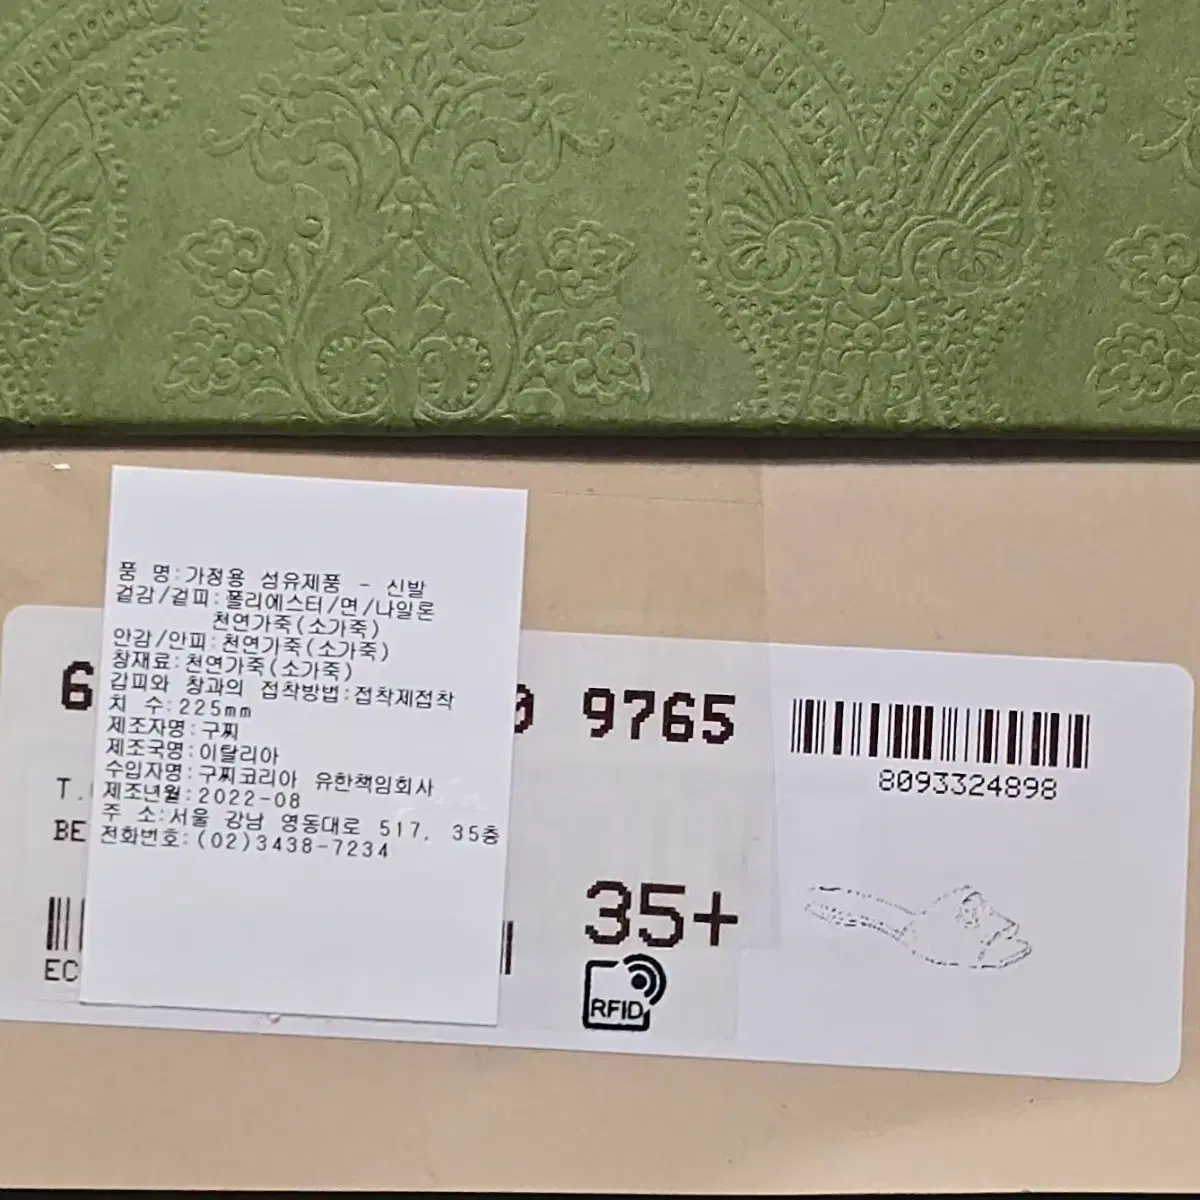 품 명:가정용 섬유제품 - 신발
겉감/겉피:폴리에스터/면/나일론
천연가죽(소가죽)
안감/안피:천연가죽(소가죽)
창재료:천연가죽(소가죽)
갑피와 창과의 접착방법:접착제접착
치 수:225mm
제조자명:구찌
제조국명:이탈리아
수입자명:구찌코리아 유한책임회사
제조년월:2022-08
주 소:서울 강남 영동대로 517, 35층
전화번호:(02)3438-7234
6
9765
8093324898
T.
BE
EC
35+
RFID